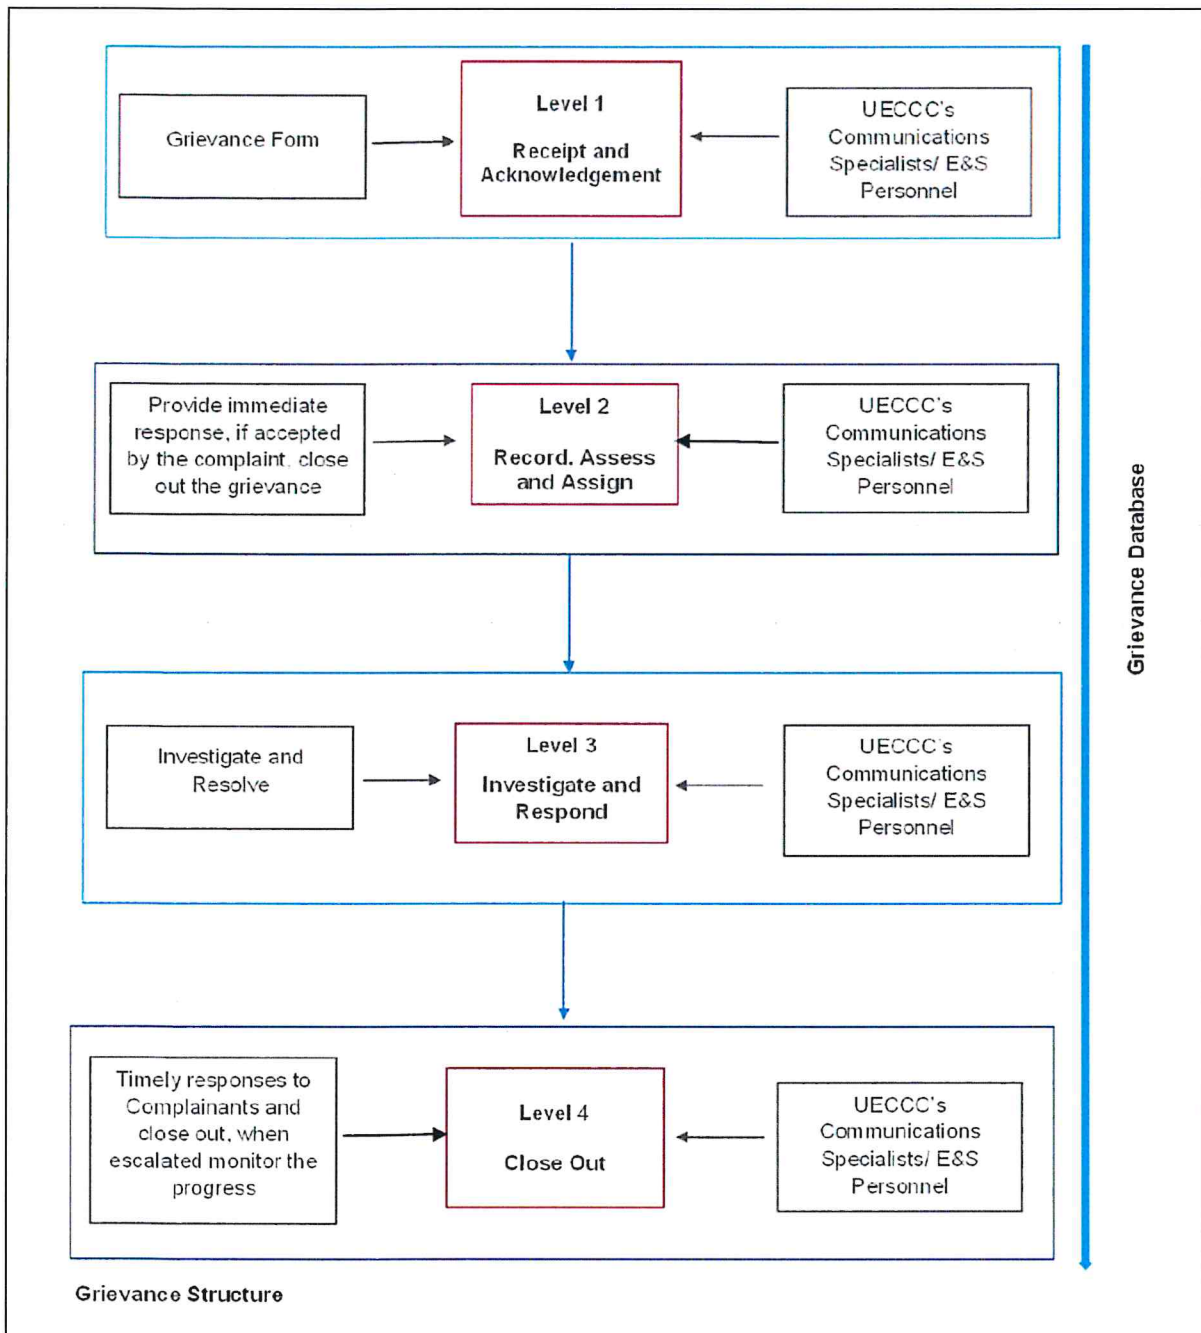 Grievance Form
Level 1
Receipt and
Acknowledgement
UECCC's
Communications
Specialists/ E&S
Personnel
Provide immediate
response, if accepted
by the complaint, close
out the grievance
Level 2
Record. Assess
and Assign
UECCC's
Communications
Specialists/ E&S
Personnel
Investigate and
Resolve
Level 3
Investigate and
Respond
UECCC's
Communications
Specialists/ E&S
Personnel
Timely responses to
Complainants and
close out, when
escalated monitor the
progress
Level 4
Close Out
UECCC's
Communications
Specialists/ E&S
Personnel
Grievance Database
Grievance Structure